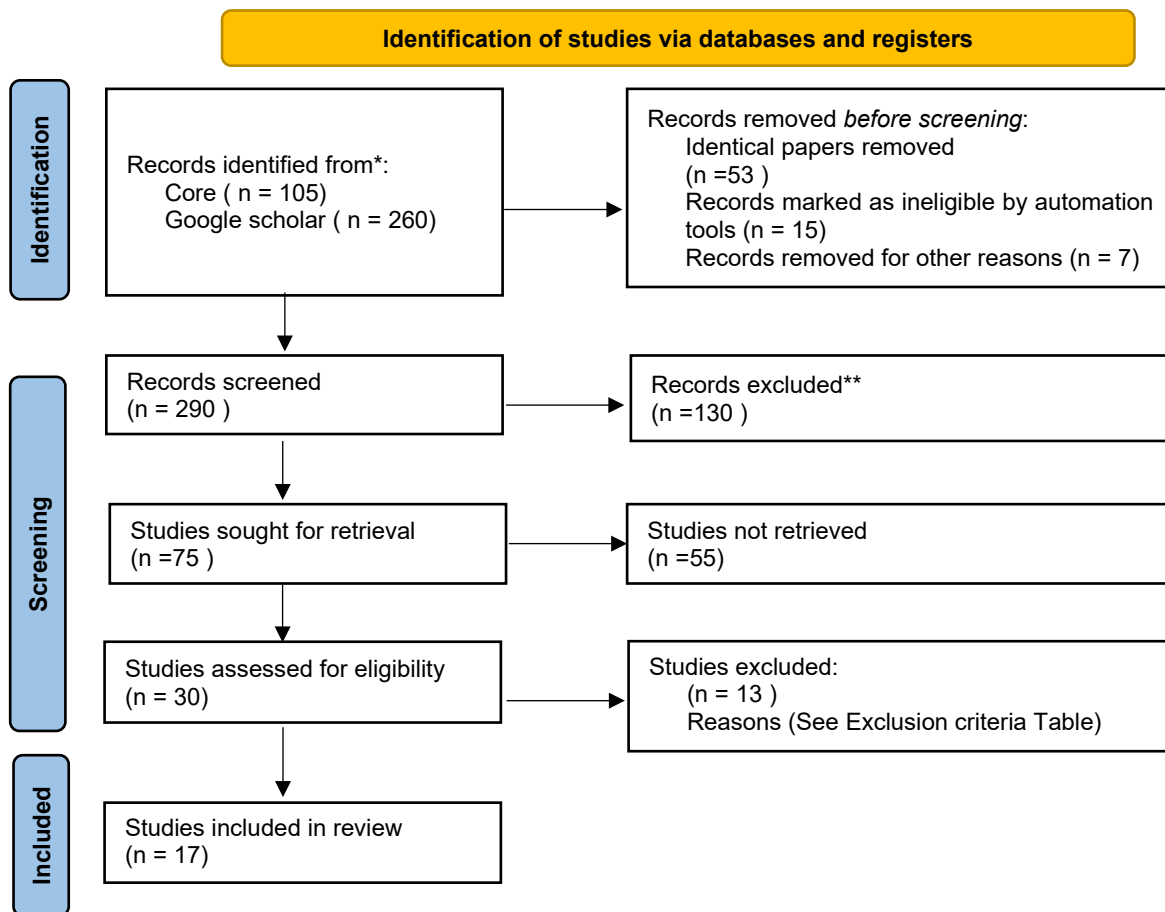 Identification of studies via databases and registers
Identification
Records identified from*:
Core ( n = 105)
Google scholar ( n = 260)
Records removed before screening:
Identical papers removed
(n =53 )
Records marked as ineligible by automation
tools (n = 15)
Records removed for other reasons (n = 7)
Screening
Records screened
(n = 290 )
Records excluded**
(n =130 )
Studies sought for retrieval
(n =75 )
Studies not retrieved
(n =55)
Studies assessed for eligibility
(n = 30)
Studies excluded:
(n = 13 )
Reasons (See Exclusion criteria Table)
Included
Studies included in review
(n = 17)